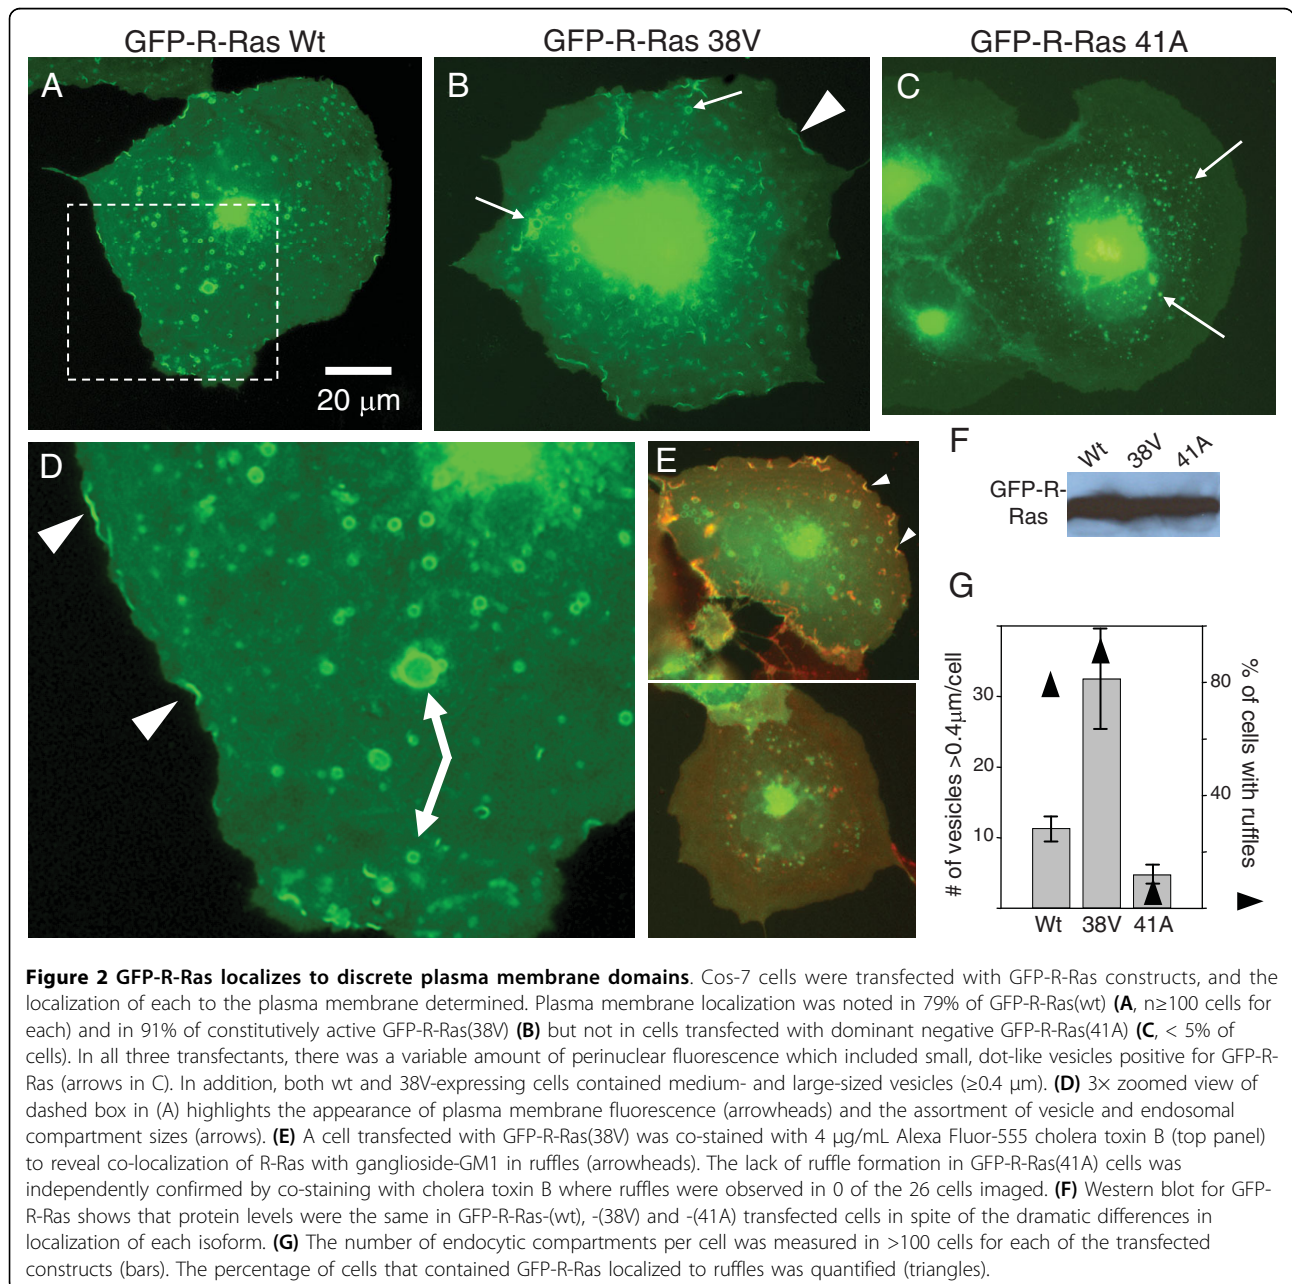 GFP-R-Ras Wt
GFP-R-Ras 38V
GFP-R-Ras 41A
A
B
C
20 µm
D
E
F
Wt
38V
41A
GFP-R-
Ras
G
# of vesicles >0.4µm/cell
30
20
10
80
40
% of cells with ruffles
Wt
38V
41A
Figure 2 GFP-R-Ras localizes to discrete plasma membrane domains. Cos-7 cells were transfected with GFP-R-Ras constructs, and the
localization of each to the plasma membrane determined. Plasma membrane localization was noted in 79% of GFP-R-Ras(wt) (A, n≥100 cells for
each) and in 91% of constitutively active GFP-R-Ras(38V) (B) but not in cells transfected with dominant negative GFP-R-Ras(41A) (C, < 5% of
cells). In all three transfectants, there was a variable amount of perinuclear fluorescence which included small, dot-like vesicles positive for GFP-R-
Ras (arrows in C). In addition, both wt and 38V-expressing cells contained medium- and large-sized vesicles (≥0.4 μm). (D) 3× zoomed view of
dashed box in (A) highlights the appearance of plasma membrane fluorescence (arrowheads) and the assortment of vesicle and endosomal
compartment sizes (arrows). (E) A cell transfected with GFP-R-Ras(38V) was co-stained with 4 μg/mL Alexa Fluor-555 cholera toxin B (top panel)
to reveal co-localization of R-Ras with ganglioside-GM1 in ruffles (arrowheads). The lack of ruffle formation in GFP-R-Ras(41A) cells was
independently confirmed by co-staining with cholera toxin B where ruffles were observed in 0 of the 26 cells imaged. (F) Western blot for GFP-
R-Ras shows that protein levels were the same in GFP-R-Ras-(wt), -(38V) and -(41A) transfected cells in spite of the dramatic differences in
localization of each isoform. (G) The number of endocytic compartments per cell was measured in >100 cells for each of the transfected
constructs (bars). The percentage of cells that contained GFP-R-Ras localized to ruffles was quantified (triangles).